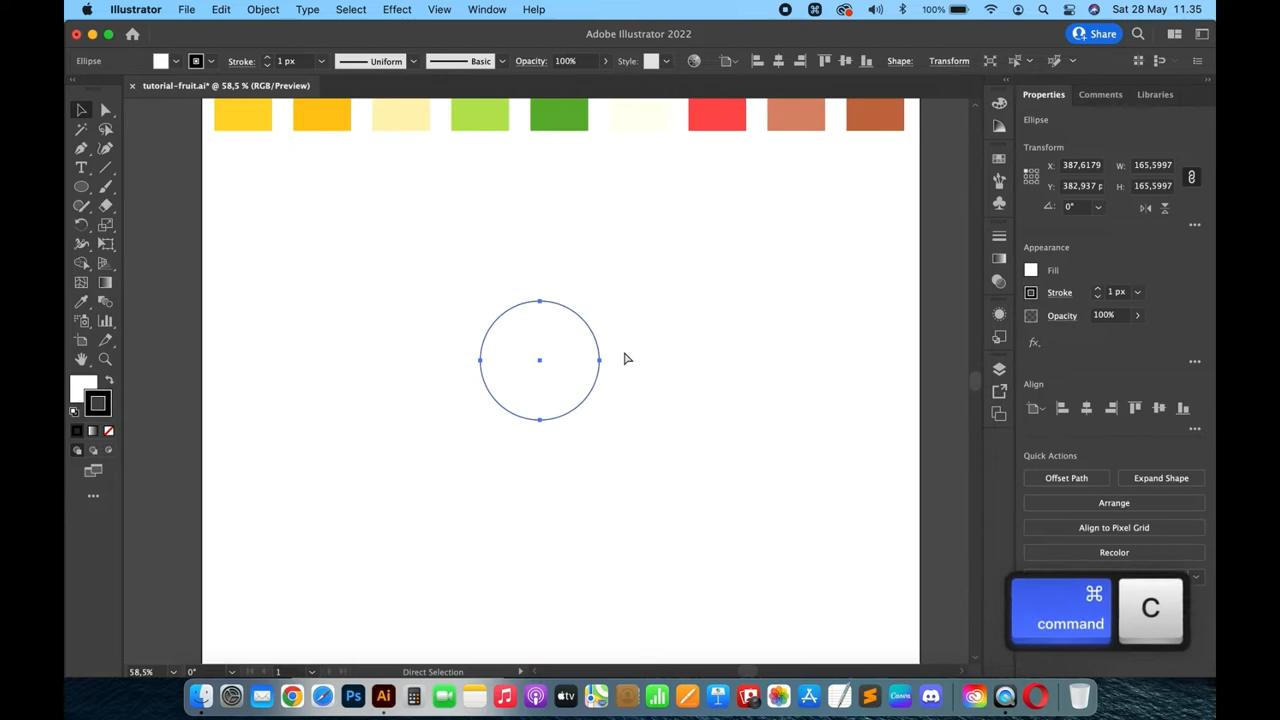 Illustrator File Edit Object Type Select Effect View Window Help 100% Sat 28 May 11.35
Adobe Illustrator 2022 Share
Ellipse Stroke: 1 px Uniform Basic Opacity: 100% Style: Shape: Transform
× tutorial-fruit.ai* @ 58,5 % (RGB/Preview)
Properties Comments Libraries
Ellipse
Transform
X: 387,6179 W: 165,5997
Y: 382,937 p H: 165,5997
0°
Appearance
Fill
Stroke 1 px
Opacity 100%
fx.
Align
Quick Actions
Offset Path Expand Shape
Arrange
Align to Pixel Grid
Recolor
⌘
command
C
58,5% 0° 1 Direct Selection
Ps Ai tv Canva